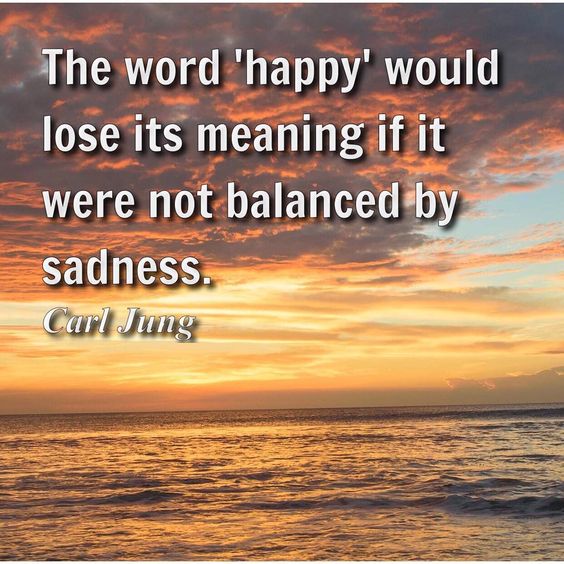 The word 'happy' would
lose its meaning if it
were not balanced by
sadness.
Carl Jung